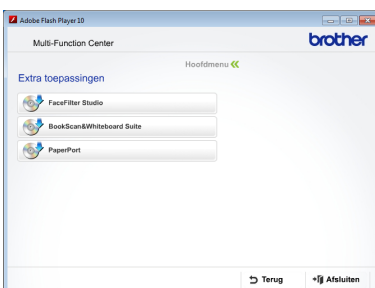 Adobe Flash Player 10
Multi-Function Center
brother
Hoofdmenu
Extra toepassingen
FaceFilter Studio
BookScan&Whiteboard Suite
PaperPort
Terug
Afsluiten